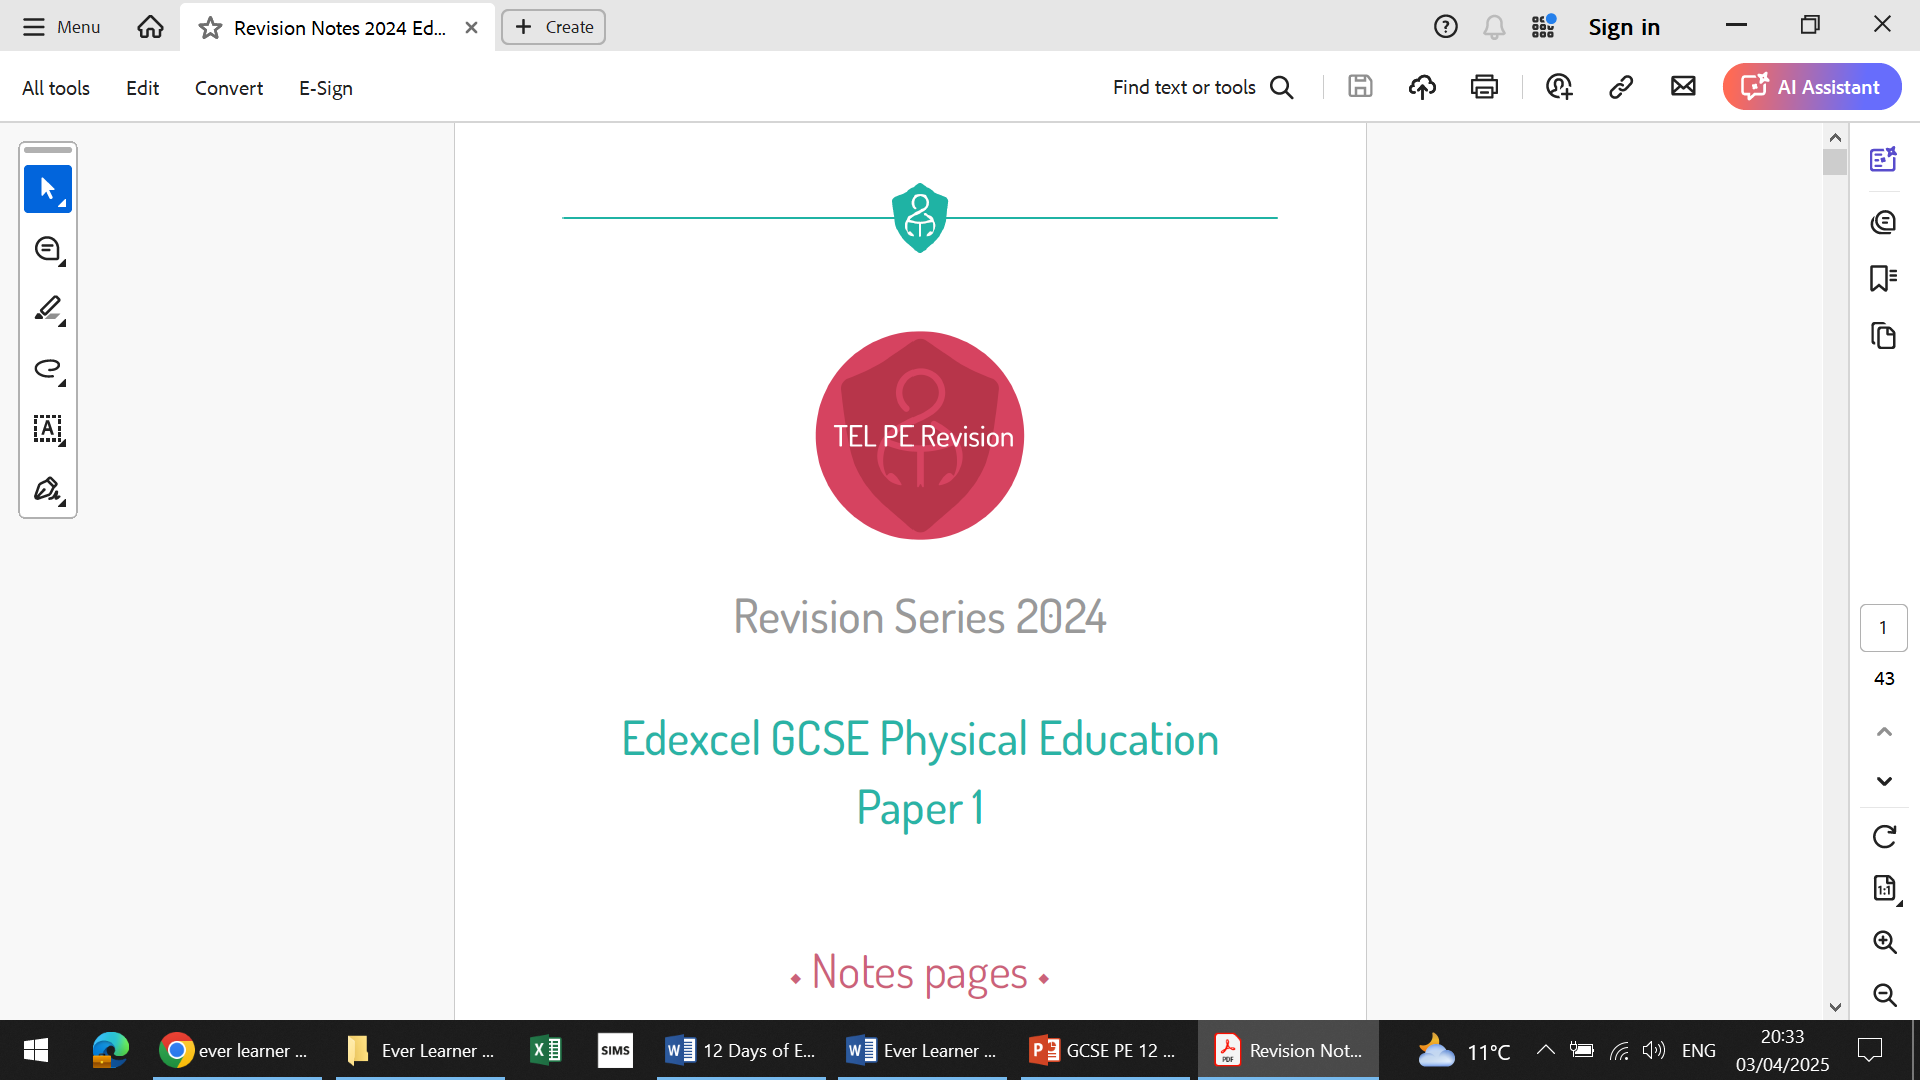 Menu
Revision Notes 2024 Ed...
Create
Sign in
All tools
Edit
Convert
E-Sign
Find text or tools
AI Assistant
A
TEL PE Revision
Revision Series 2024
Edexcel GCSE Physical Education
Paper 1
• Notes pages •
1
43
1:1
ever learner ...
Ever Learner ...
SIMS
12 Days of E...
Ever Learner ...
GCSE PE 12 ...
PDF
Revision Not...
11°C
ENG
20:33
03/04/2025